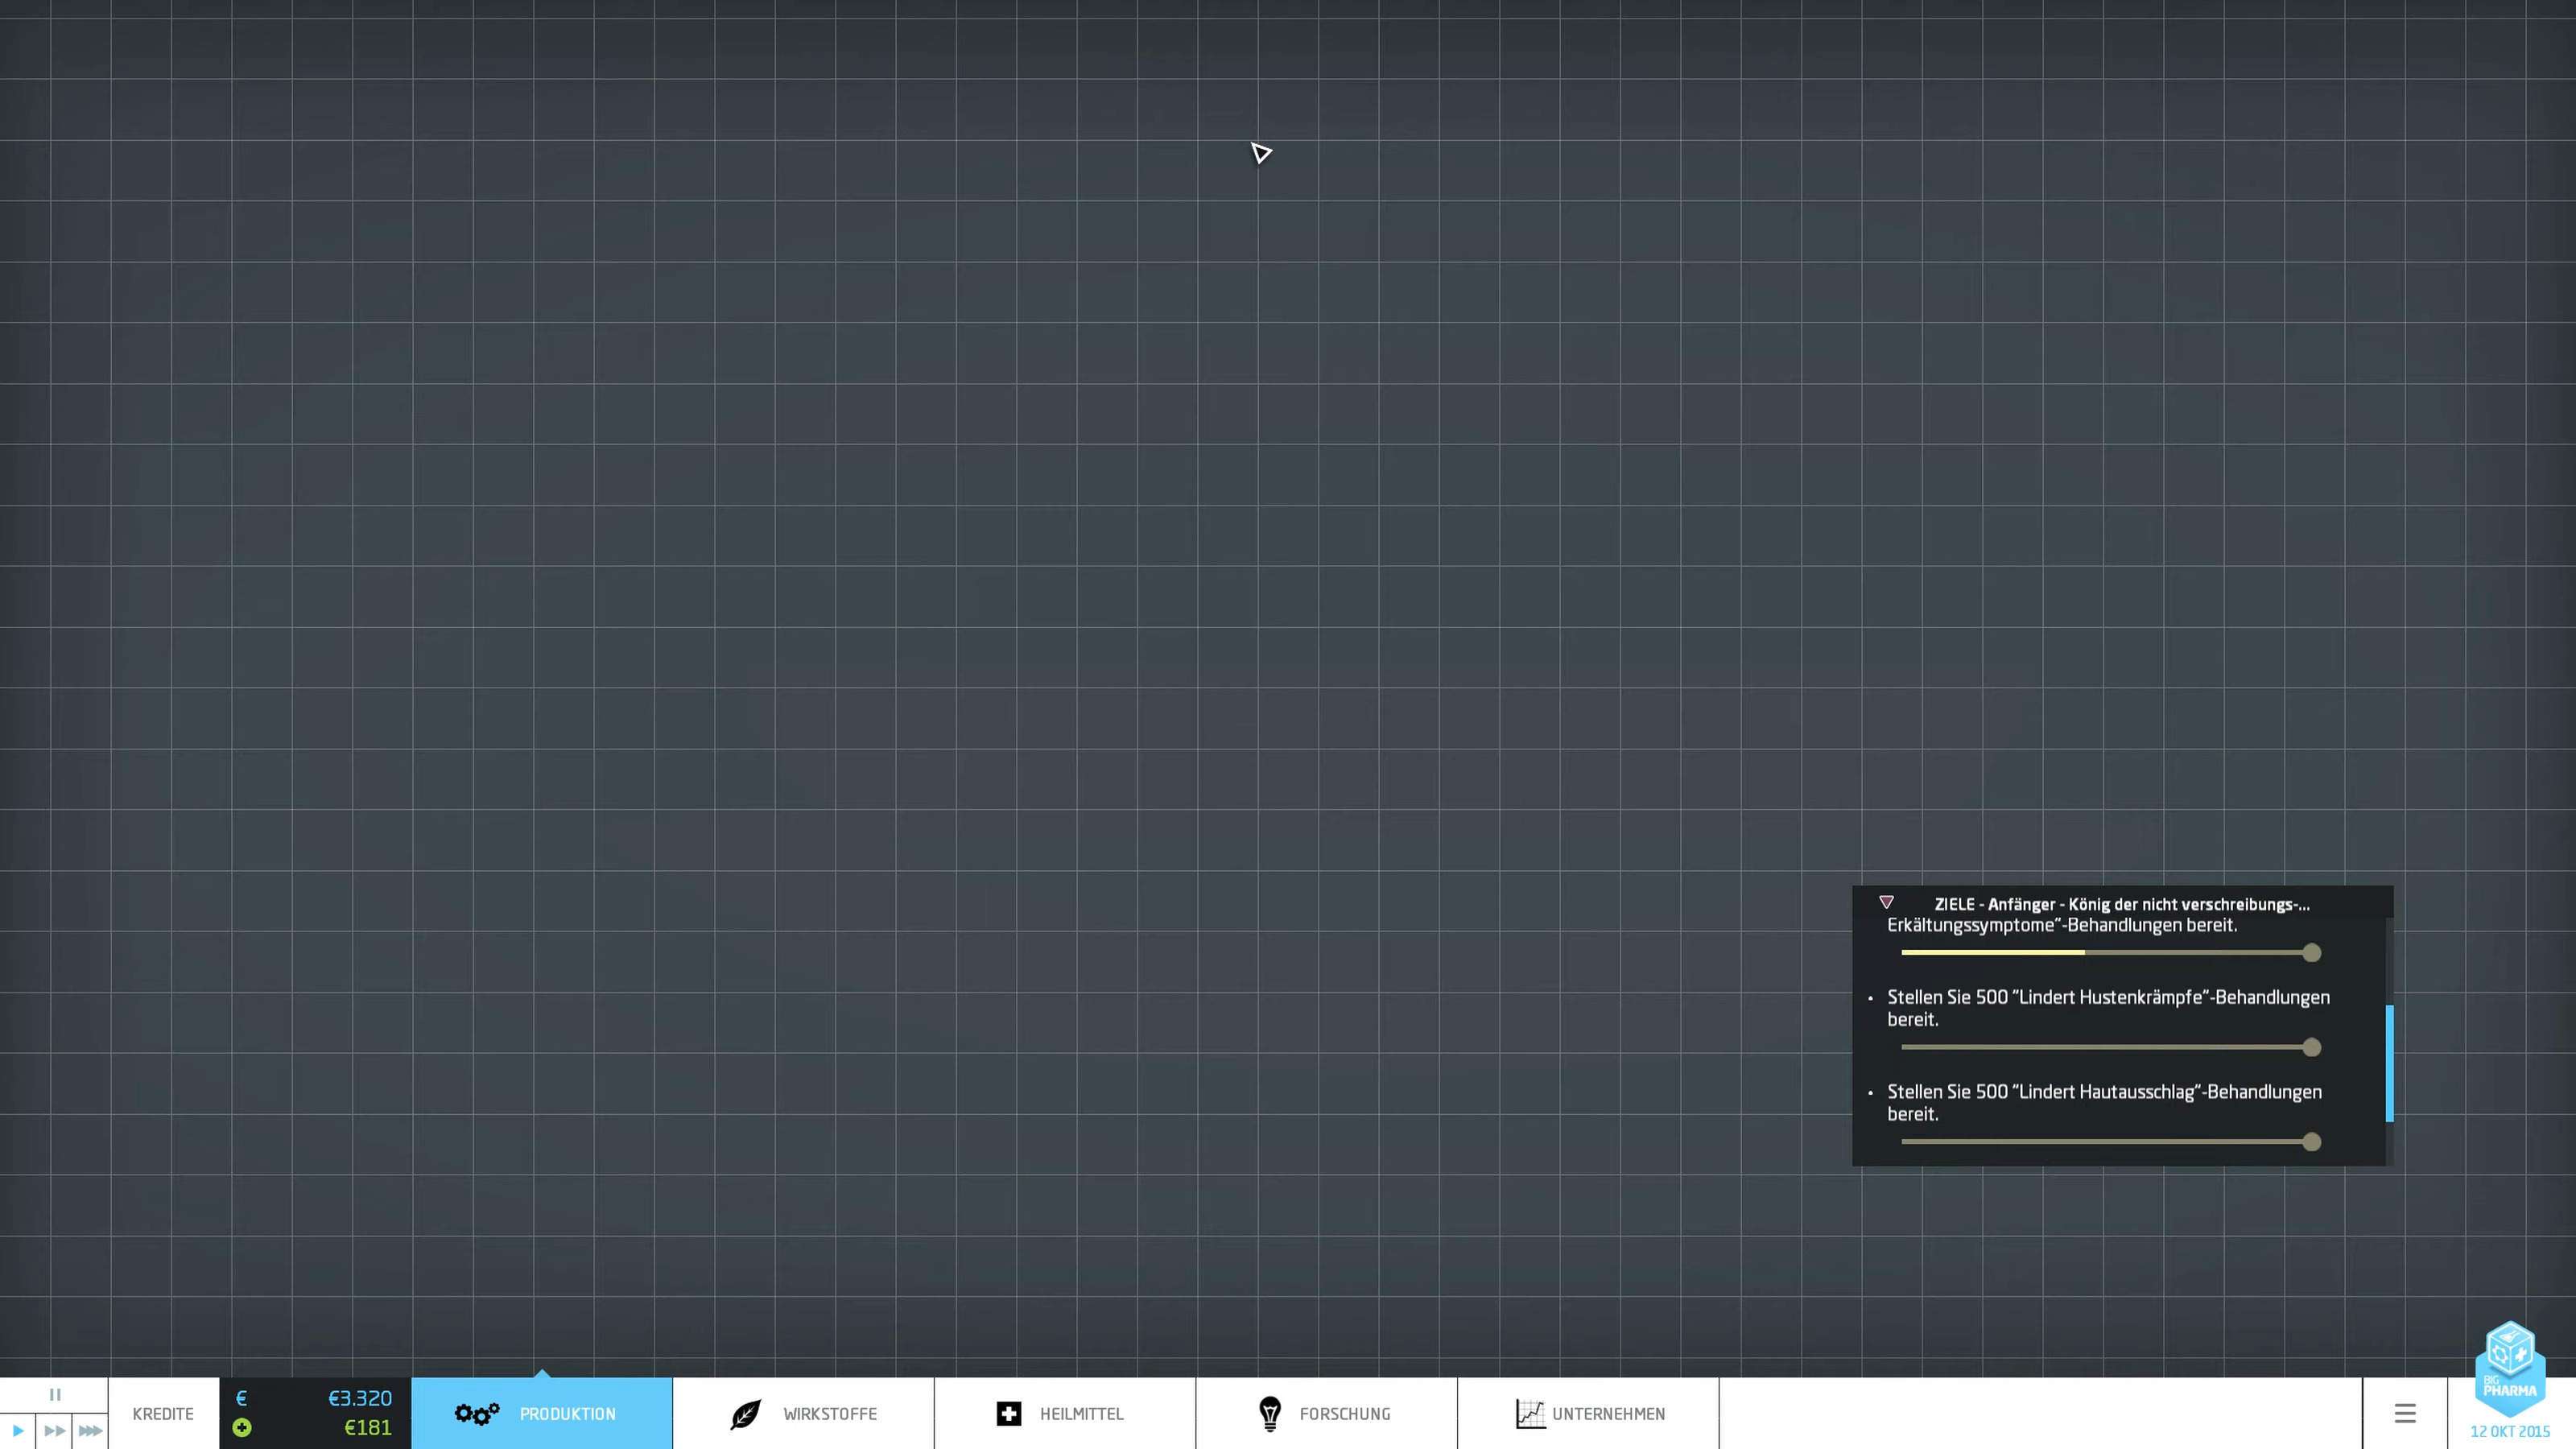 ZIELE - Anfänger - König der nicht verschreibungs-...
Erkältungssymptome“-Behandlungen bereit.
• Stellen Sie 500 “Lindert Hustenkrämpfe“-Behandlungen
bereit.
• Stellen Sie 500 “Lindert Hautausschlag“-Behandlungen
bereit.
KREDITE
€ €3.320
€181
PRODUKTION
WIRKSTOFFE
HEILMITTEL
FORSCHUNG
UNTERNEHMEN
BIG
PHARMA
12 OKT 2015